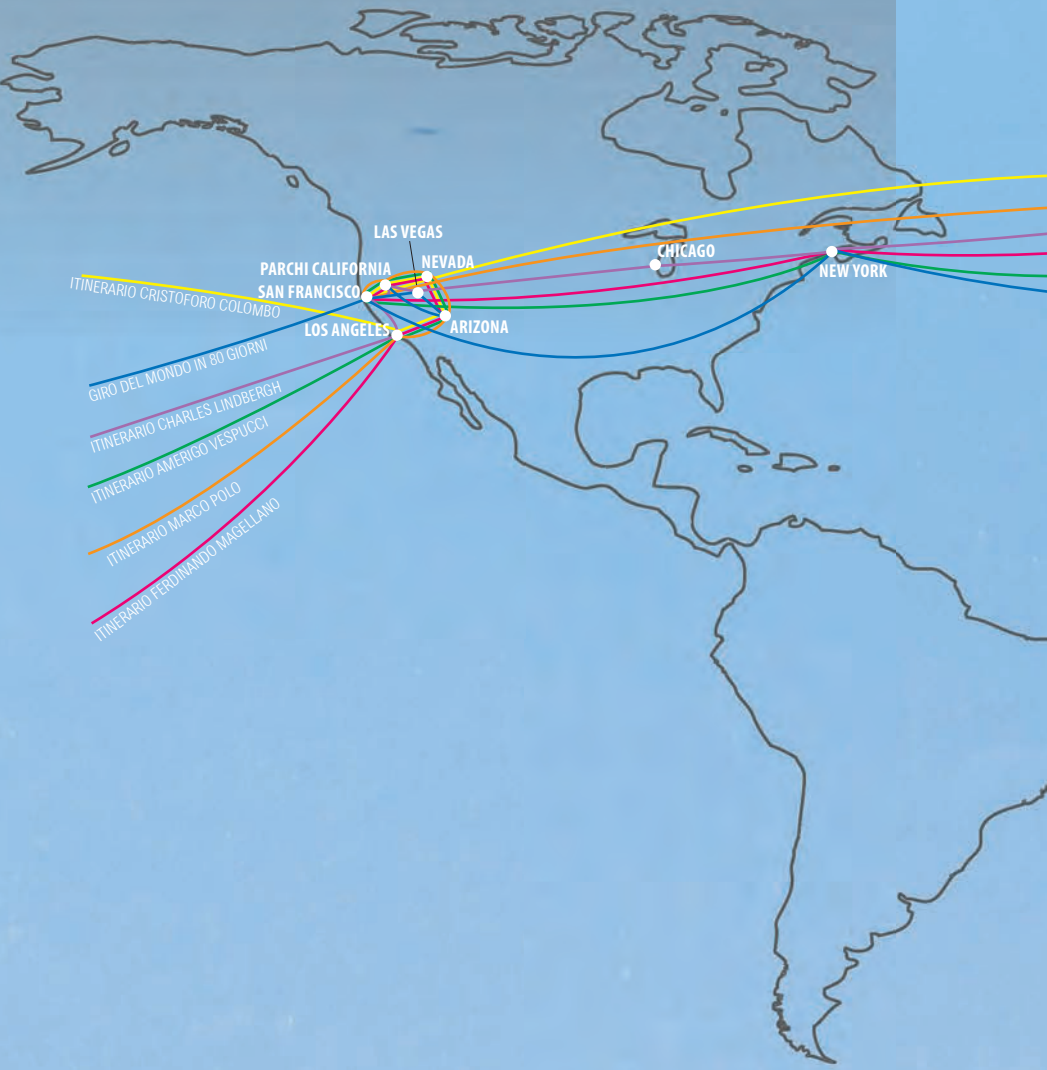 LAS VEGAS
CHICAGO
NEVADA
PARCHI CALIFORNIA
NEW YORK
SAN FRANCISCO
ARIZONA
LOS ANGELES
ITINERARIO CRISTOFORO COLOMBO
GIRO DEL MONDO IN 80 GIORNI
ITINERARIO CHARLES LINDBERGH
ITINERARIO AMERIGO VESPUCCI
ITINERARIO MARCO POLO
ITINERARIO FERDINANDO MAGELLANO